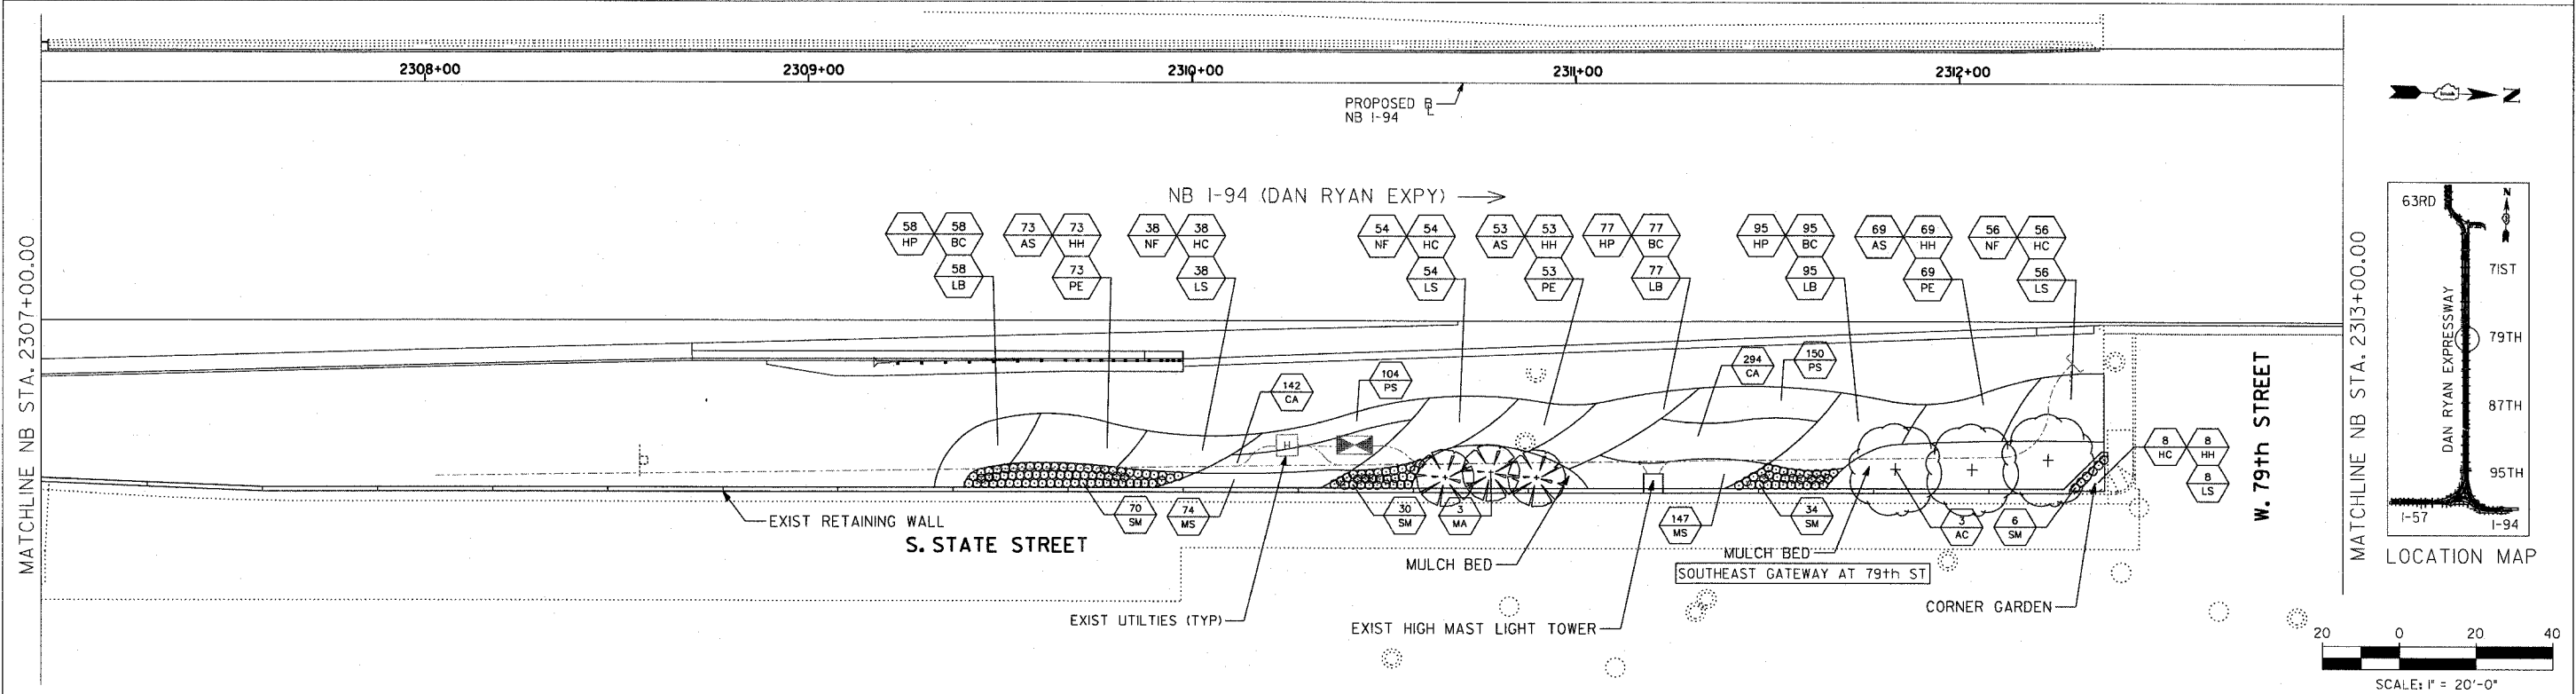 2308+00 2309+00 2310+00 2311+00 2312+00
PROPOSED B
L
NB I-94
N
NB I-94 (DAN RYAN EXPY)
58 HP
58 BC
58 LB
73 AS
73 HH
73 PE
38 NF
38 HC
38 LS
54 NF
54 HC
54 LS
53 AS
53 HH
53 PE
77 HP
77 BC
77 LB
95 HP
95 BC
95 LB
69 AS
69 HH
69 PE
56 NF
56 HC
56 LS
MATCHLINE NB STA. 2307+00.00
142 CA
104 PS
294 CA
150 PS
H
8 HC
8 HH
8 LS
70 SM
74 MS
30 SM
3 MA
147 MS
34 SM
3 AC
6 SM
EXIST RETAINING WALL
S. STATE STREET
MULCH BED
MULCH BED
SOUTHEAST GATEWAY AT 79th ST
EXIST UTILTIES (TYP)
EXIST HIGH MAST LIGHT TOWER
CORNER GARDEN
W. 79th STREET
MATCHLINE NB STA. 2313+00.00
63RD
N
71ST
DAN RYAN EXPRESSWAY
79TH
87TH
95TH
I-57
I-94
LOCATION MAP
20 0 20 40
SCALE: 1" = 20'-0"